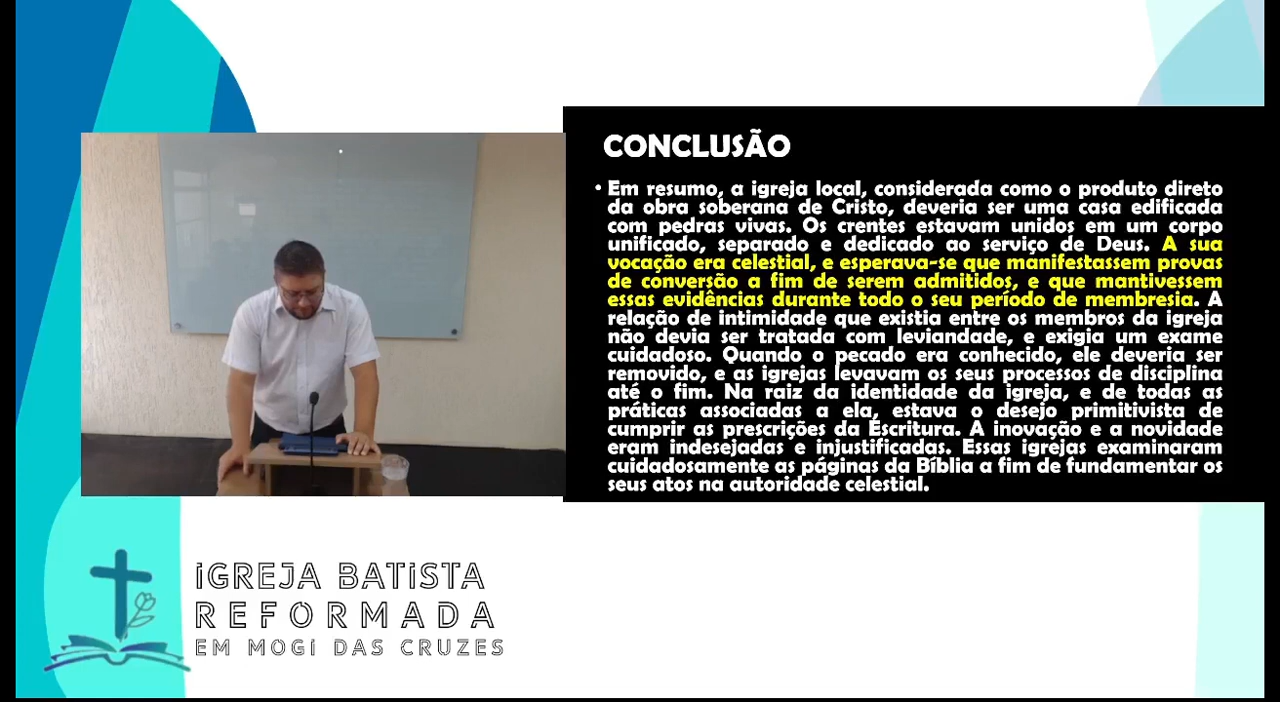 CONCLUSÃO
• Em resumo, a igreja local, considerada como o produto direto
da obra soberana de Cristo, deveria ser uma casa edificada
com pedras vivas. Os crentes estavam unidos em um corpo
unificado, separado e dedicado ao serviço de Deus. A sua
vocação era celestial, e esperava-se que manifestassem provas
de conversão a fim de serem admitidos, e que mantivessem
essas evidências durante todo o seu período de membresia. A
relação de intimidade que existia entre os membros da igreja
não devia ser tratada com leviandade, e exigia um exame
cuidadoso. Quando o pecado era conhecido, ele deveria ser
removido, e as igrejas levavam os seus processos de disciplina
até o fim. Na raiz da identidade da igreja, e de todas as
práticas associadas a ela, estava o desejo primitivista de
cumprir as prescrições da Escritura. A inovação e a novidade
eram indesejadas e injustificadas. Essas igrejas examinaram
cuidadosamente as páginas da Bíblia a fim de fundamentar os
seus atos na autoridade celestial.
IGREJA BATISTA
REFORMADA
EM MOGI DAS CRUZES